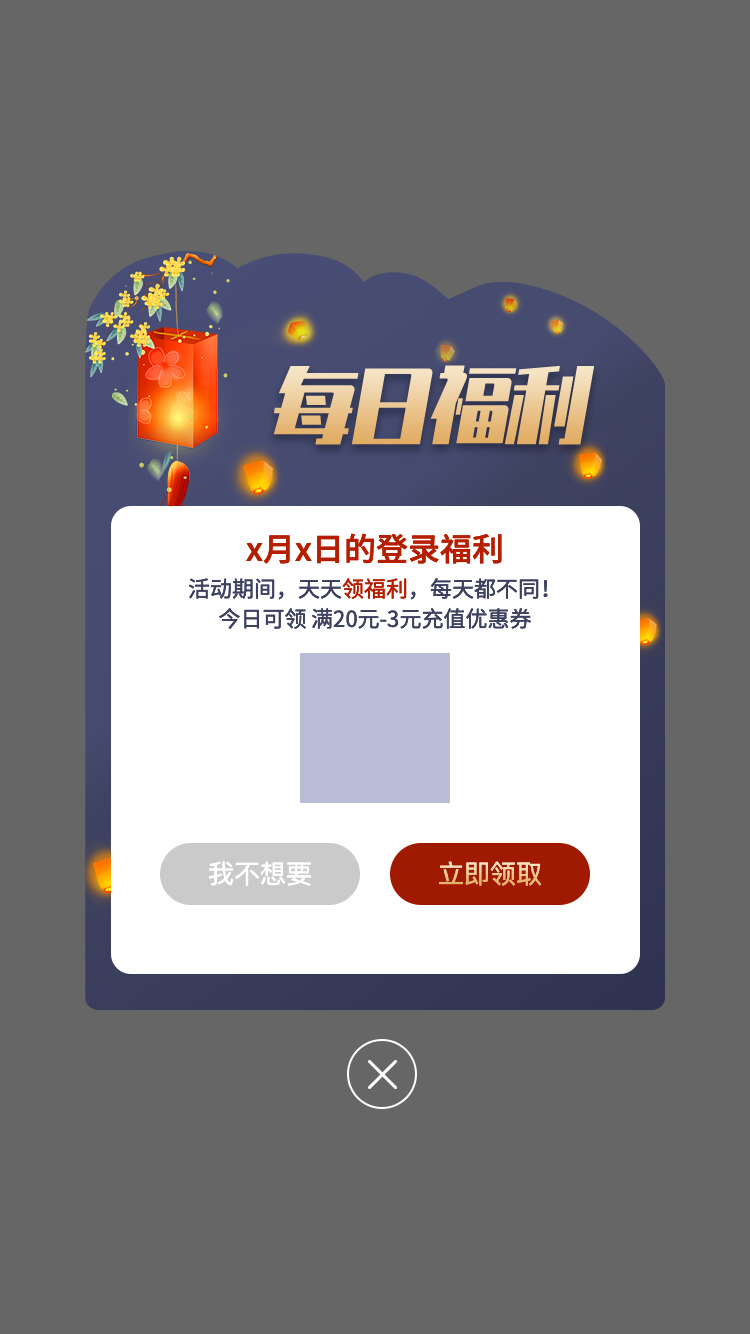 每日福利
x月x日的登录福利
活动期间，天天领福利，每天都不同！
今日可领 满20元-3元充值优惠券
我不想要
立即领取